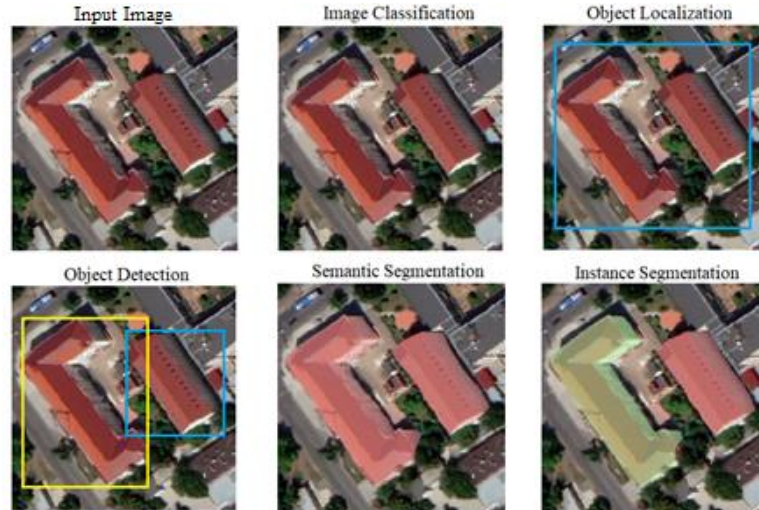 Input Image
Image Classification
Object Localization
Object Detection
Semantic Segmentation
Instance Segmentation